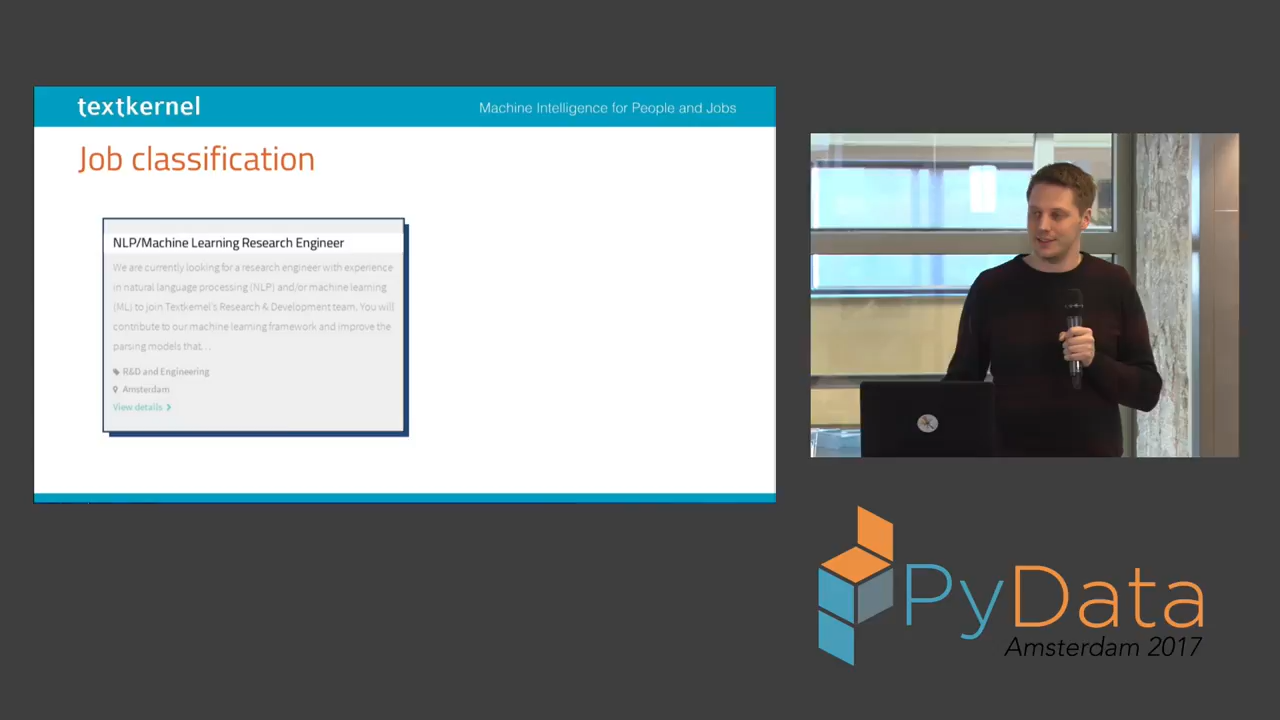 textkernel
Machine Intelligence for People and Jobs
Job classification
NLP/Machine Learning Research Engineer
We are currently looking for a research engineer with experience
in natural language processing (NLP) and/or machine learning
(ML) to join Textkernel's Research & Development team. You will
contribute to our machine learning framework and improve the
parsing models that...
R&D and Engineering
Amsterdam
View details
PyData
Amsterdam 2017